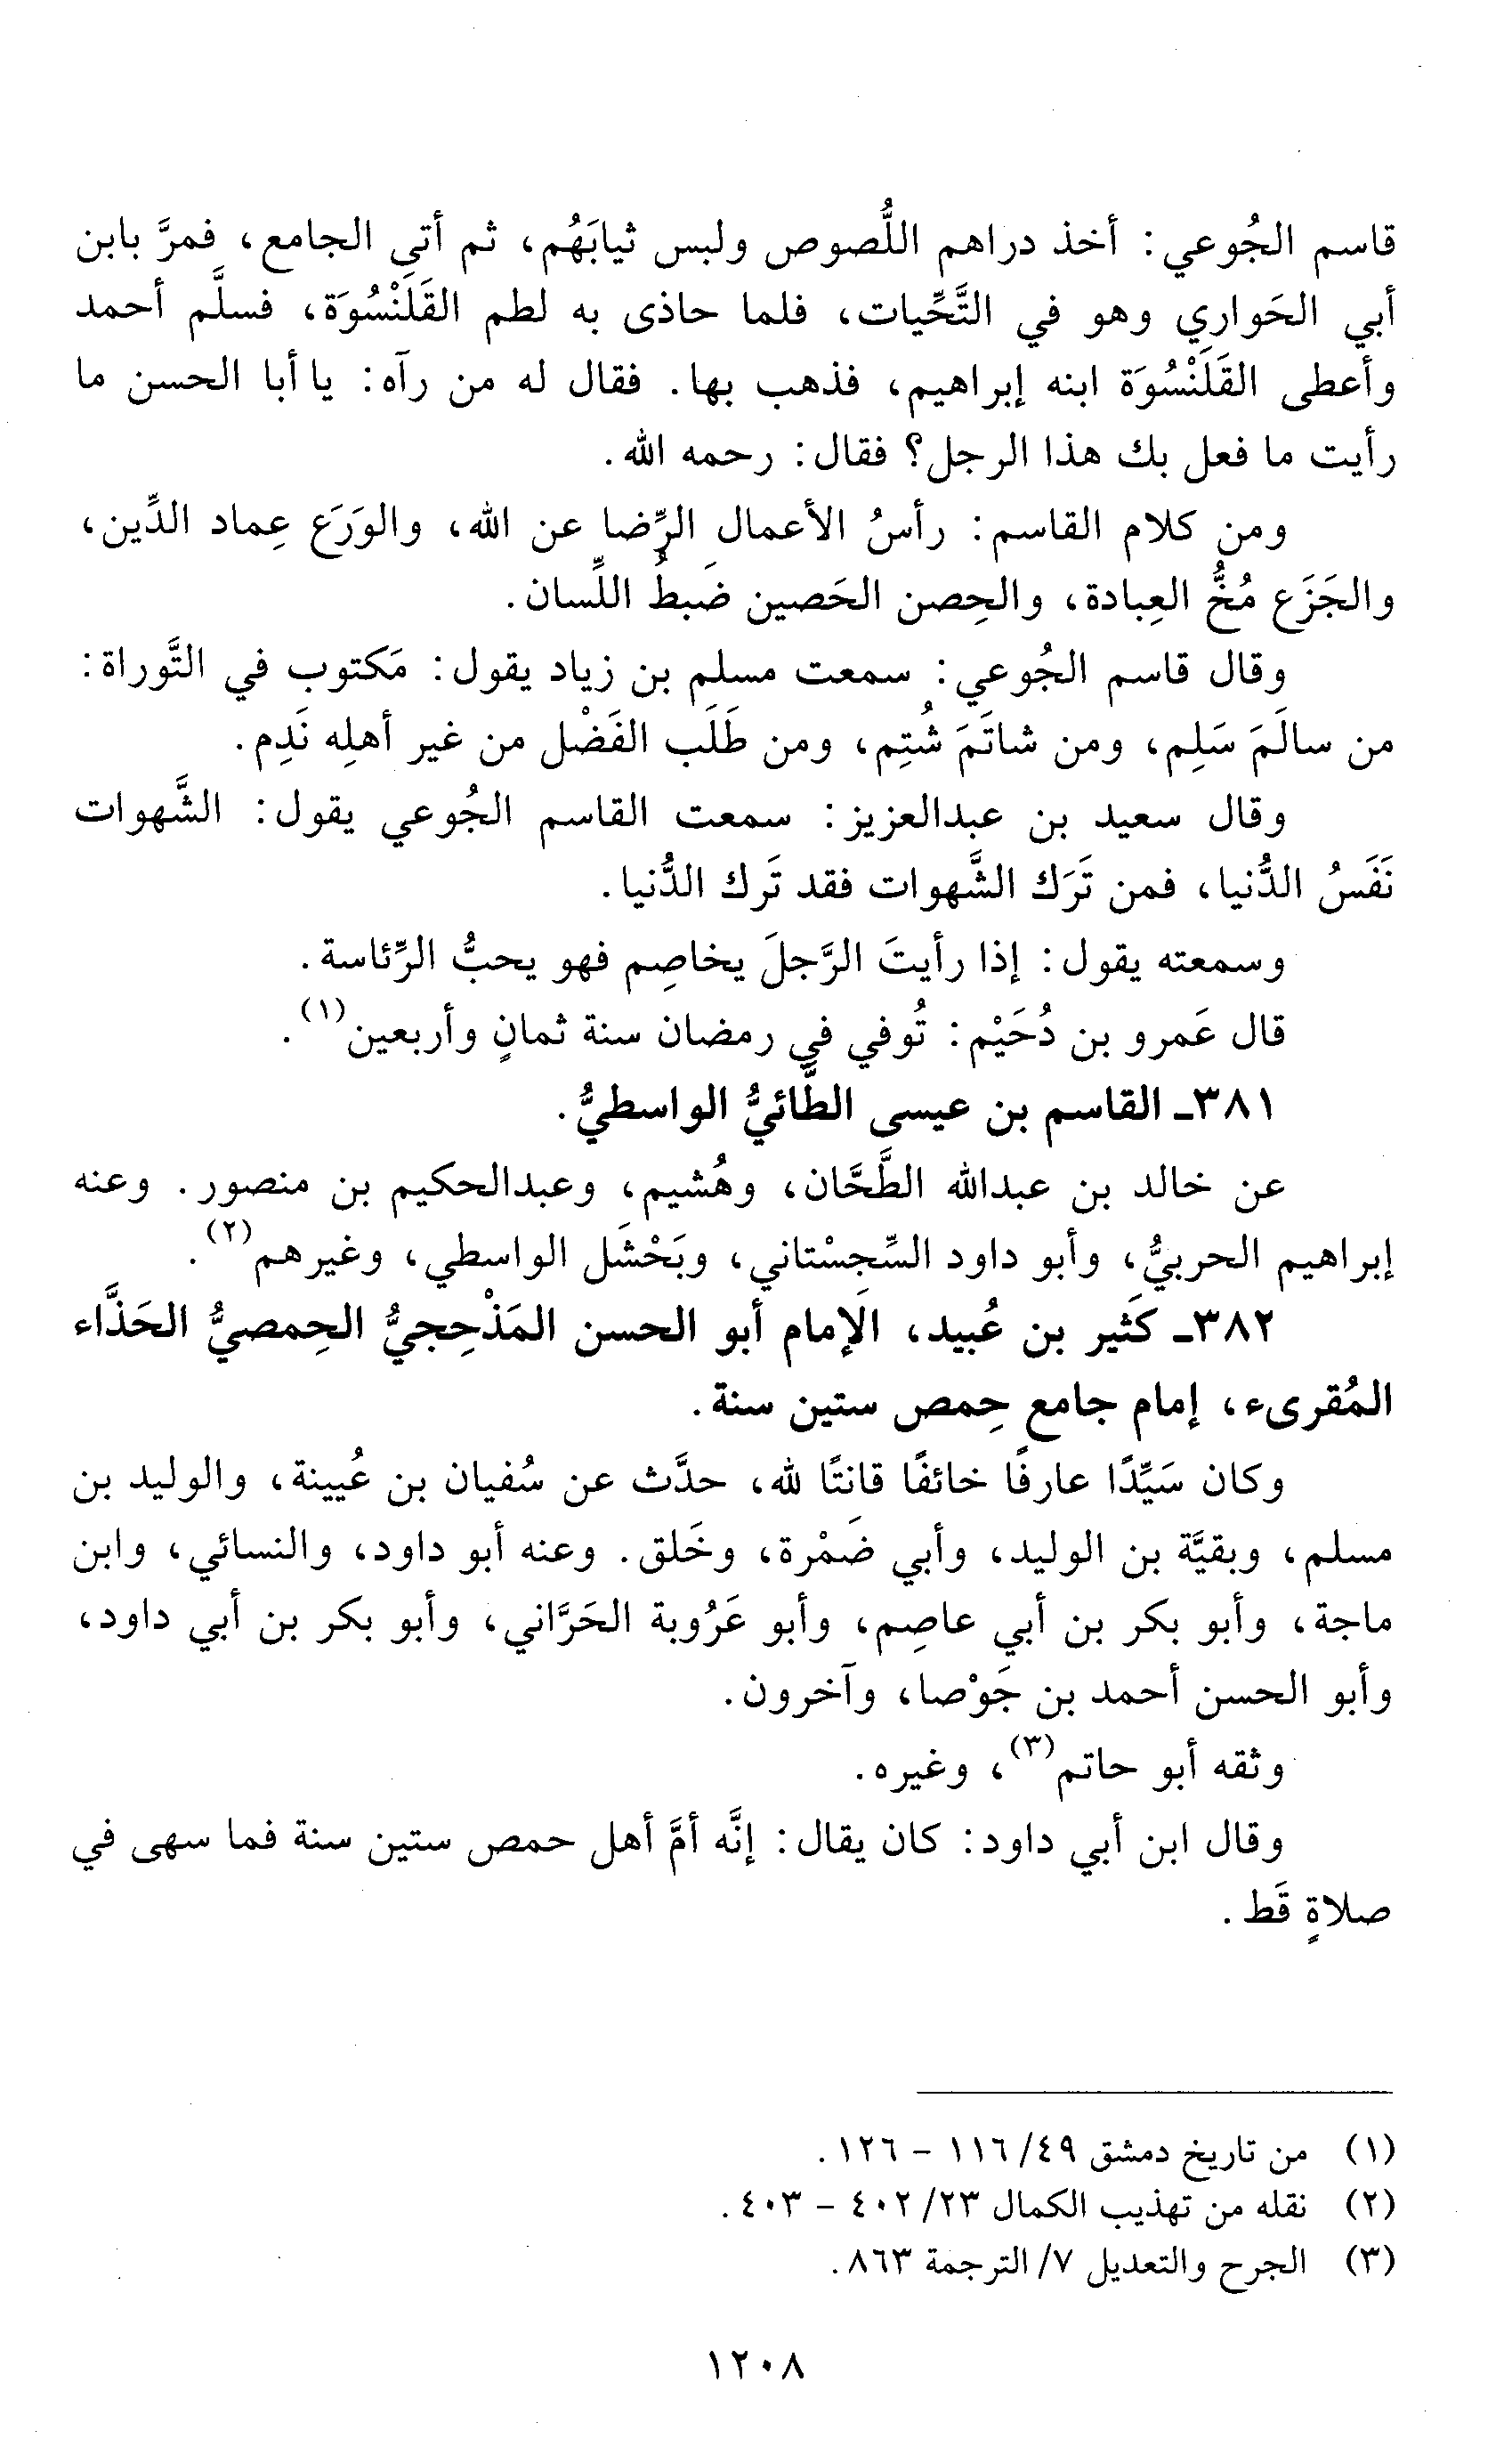 قاسم الجُوعي: أخذ دراهم اللُّصوص ولبس ثيابَهُم، ثم أتى الجامع، فمرَّ بابن
أبي الحَواري وهو في التَّحِّيات، فلما حاذى به لطم القَلَنْسُوَة، فسلَّم أحمد
وأعطى القَلَنْسُوَة ابنه إبراهيم، فذهب بها. فقال له من رآه: يا أبا الحسن ما
رأيت ما فعل بك هذا الرجل؟ فقال: رحمه الله.
ومن كلام القاسم: رأسُ الأعمال الرِّضا عن الله، والوَرَع عِماد الدِّين،
والجَزَع مُخُّ العِبادة، والحِصن الحَصين ضَبطُ اللِّسان.
وقال قاسم الجُوعي: سمعت مسلم بن زياد يقول: مَكتوب في التَّوراة:
من سالَمَ سَلِم، ومن شاتَمَ شُتِم، ومن طَلَب الفَضْل من غير أهلِه نَدِم.
وقال سعيد بن عبدالعزيز: سمعت القاسم الجُوعي يقول: الشَّهوات
نَفَسُ الدُّنيا، فمن تَرَك الشَّهوات فقد تَرك الدُّنيا.
وسمعته يقول: إذا رأيتَ الرَّجلَ يخاصِم فهو يحبُّ الرِّئاسة.
قال عَمرو بن دُحَيْم: تُوفي في رمضان سنة ثمانٍ وأربعين(١).
٣٨١ـ القاسم بن عيسى الطَّائيُّ الواسطيُّ.
عن خالد بن عبدالله الطَّحَّان، وهُشيم، وعبدالحكيم بن منصور. وعنه
إبراهيم الحربيُّ، وأبو داود السِّجِسْتاني، وبَحْشَل الواسطي، وغيرهم(٢).
٣٨٢ـ كَثير بن عُبيد، الإمام أبو الحسن المَذْحِجيُّ الحِمصيُّ الحَذَّاء
المُقرىء، إمام جامع حِمص ستين سنة.
وكان سَيِّدًا عارفًا خائفًا قانتًا لله، حدَّث عن سُفيان بن عُيينة، والوليد بن
مسلم، وبقيَّة بن الوليد، وأبي ضَمْرة، وخَلق. وعنه أبو داود، والنسائي، وابن
ماجة، وأبو بكر بن أبي عاصِم، وأبو عَرُوبة الحَرَّاني، وأبو بكر بن أبي داود،
وأبو الحسن أحمد بن جَوْصا، وآخرون.
وثقه أبو حاتم(٣)، وغيره.
وقال ابن أبي داود: كان يقال: إنَّه أمَّ أهل حمص ستين سنة فما سهى في
صلاةٍ قَط.
(١) من تاريخ دمشق ٤٩/ ١١٦ - ١٢٦.
(٢) نقله من تهذيب الكمال ٢٣/ ٤٠٢ - ٤٠٣.
(٣) الجرح والتعديل ٧/ الترجمة ٨٦٣.
١٢٠٨